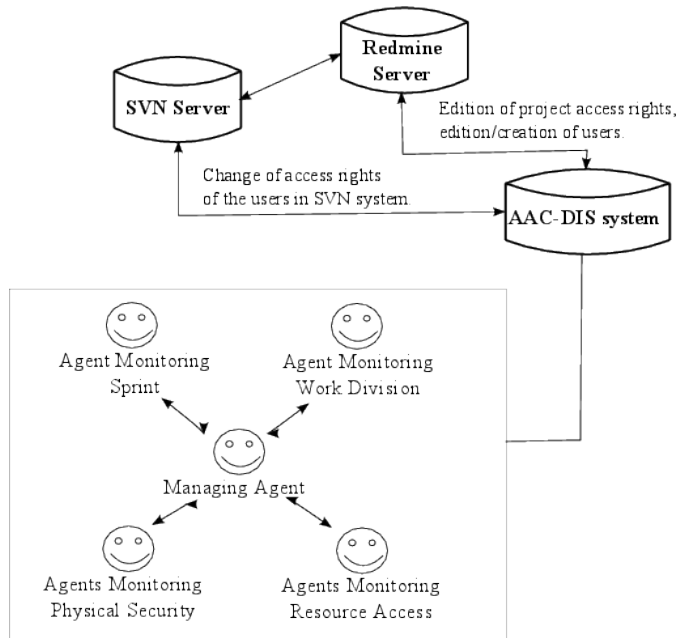 Redmine
Server
SVN Server
Edition of project access rights,
edition/creation of users.
Change of access rights
of the users in SVN system.
AAC-DIS system
Agent Monitoring
Sprint
Agent Monitoring
Work Division
Managing Agent
Agents Monitoring
Physical Security
Agents Monitoring
Resource Access